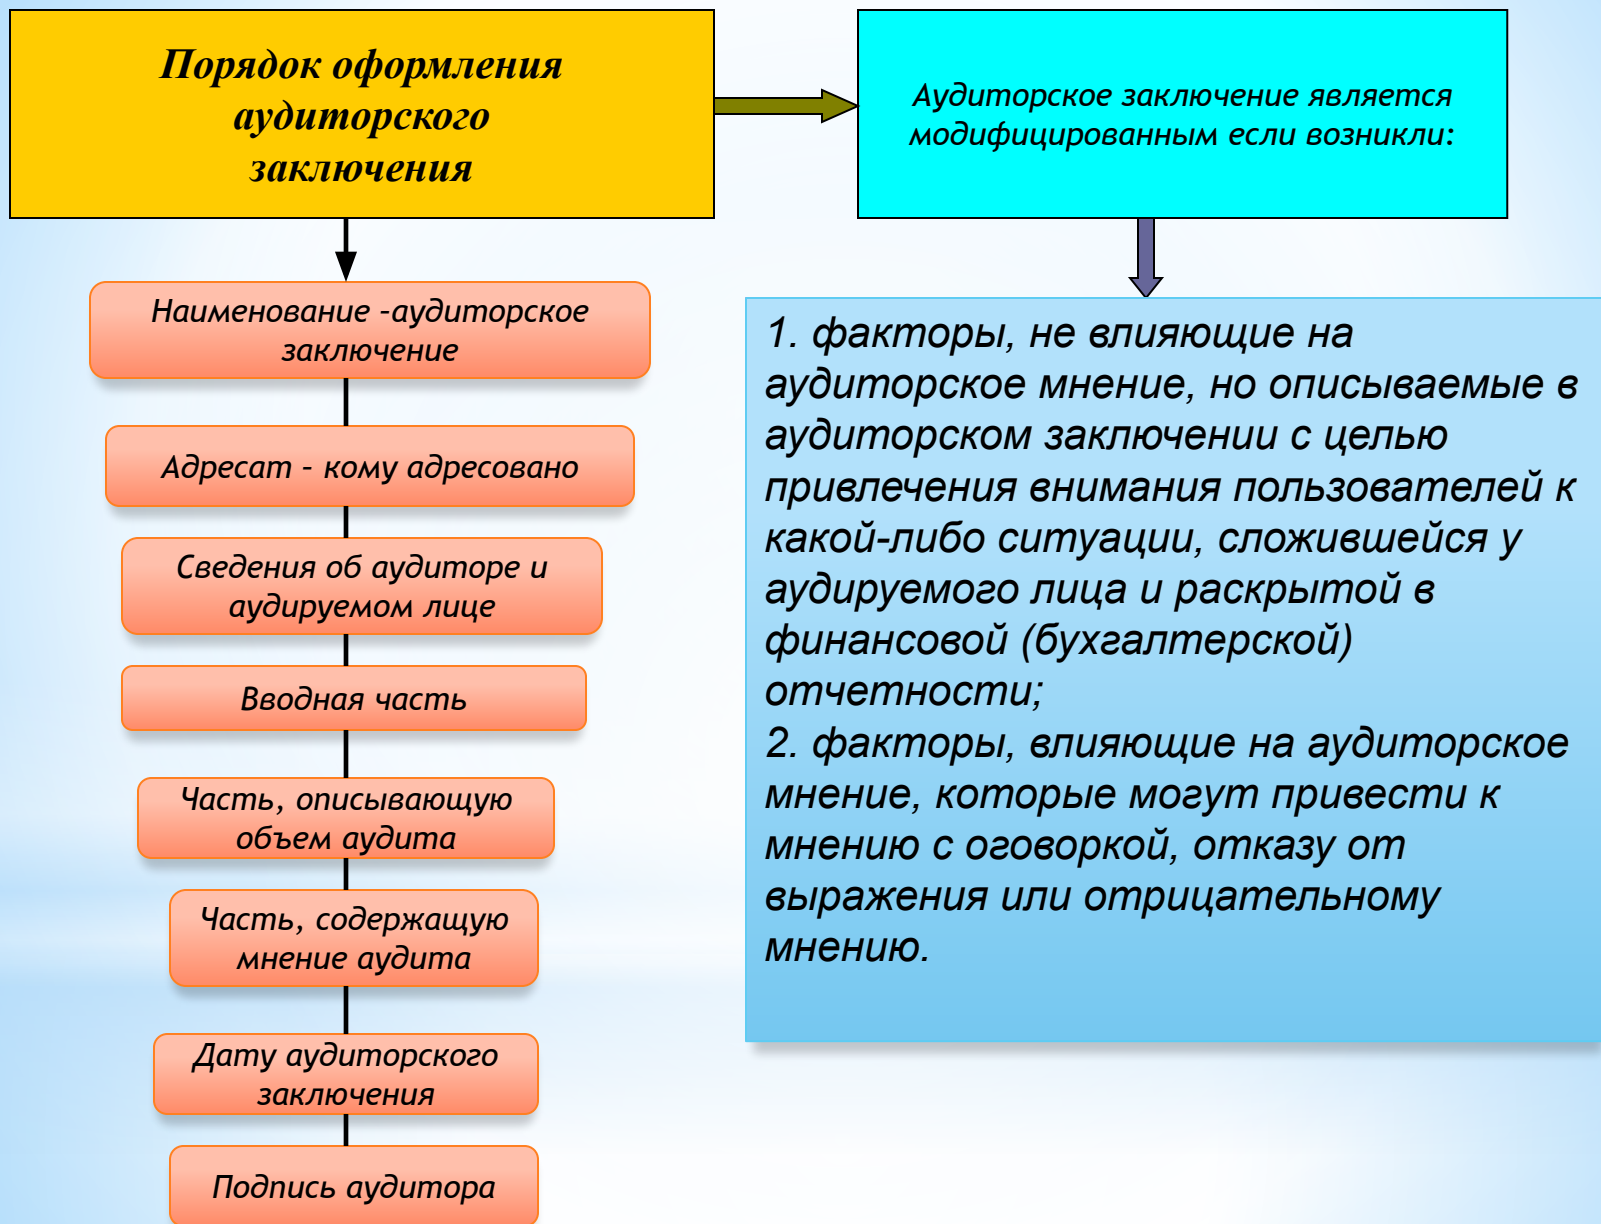 Порядок оформления
аудиторского
заключения
Аудиторское заключение является
модифицированным если возникли:
Наименование –аудиторское
заключение
Адресат – кому адресовано
Сведения об аудиторе и
аудируемом лице
Вводная часть
Часть, описывающую
объем аудита
Часть, содержащую
мнение аудита
Дату аудиторского
заключения
Подпись аудитора
1. факторы, не влияющие на
аудиторское мнение, но описываемые в
аудиторском заключении с целью
привлечения внимания пользователей к
какой-либо ситуации, сложившейся у
аудируемого лица и раскрытой в
финансовой (бухгалтерской)
отчетности;
2. факторы, влияющие на аудиторское
мнение, которые могут привести к
мнению с оговоркой, отказу от
выражения или отрицательному
мнению.